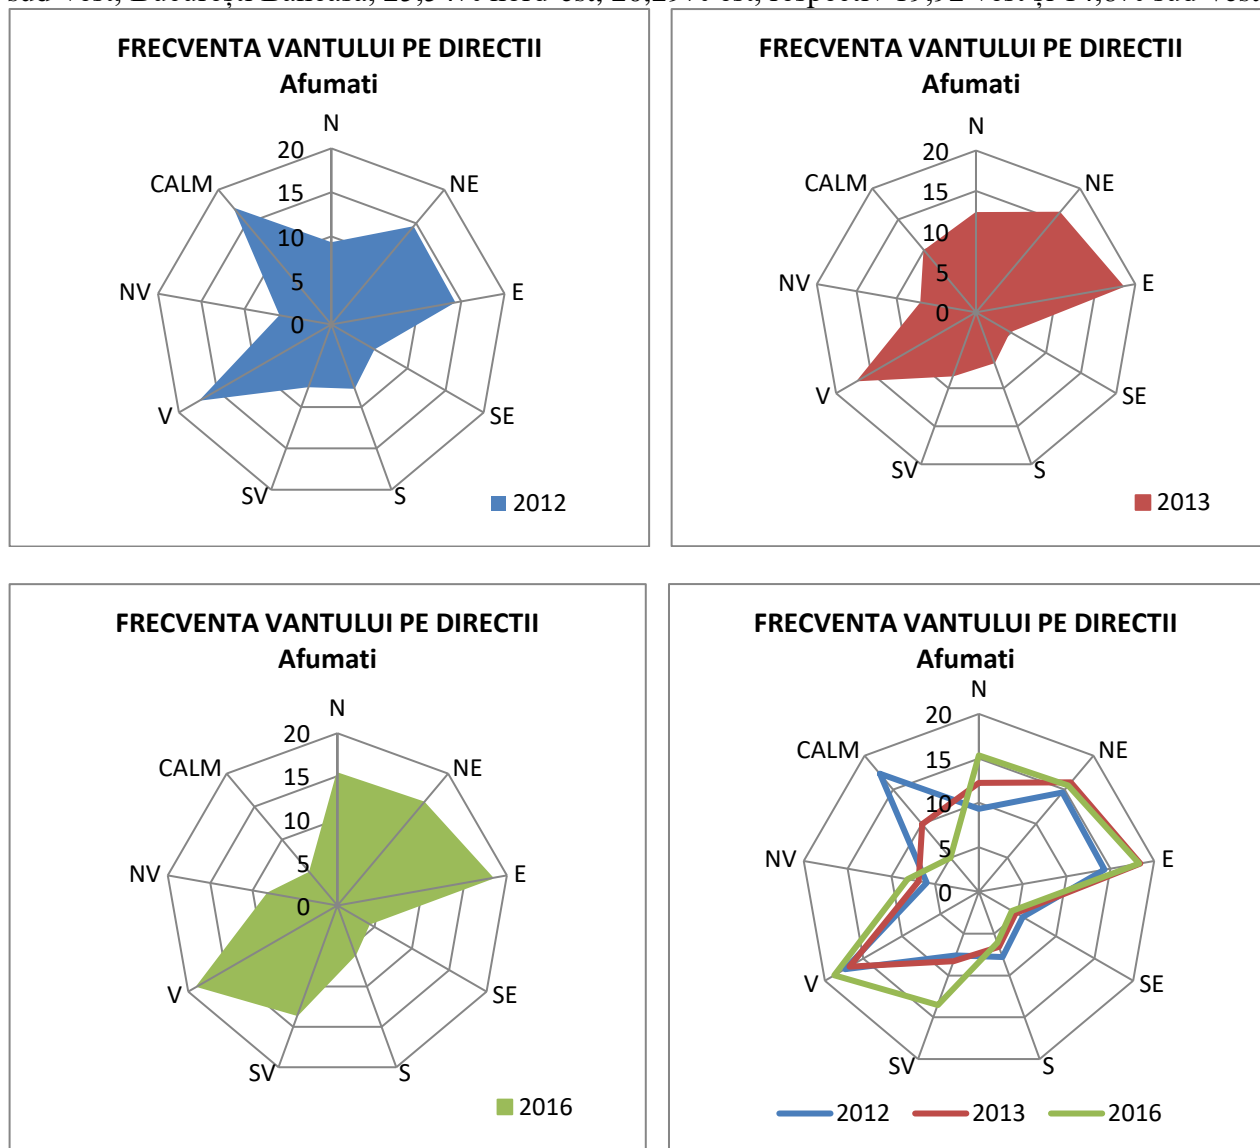 FRECVENTA VANTULUI PE DIRECTII
Afumati
N
20
NE
15
CALM
10
E
NV
5
0
V
SE
SV
S
2012
FRECVENTA VANTULUI PE DIRECTII
Afumati
N
20
NE
15
CALM
10
E
NV
5
0
V
SE
SV
S
2013
FRECVENTA VANTULUI PE DIRECTII
Afumati
N
20
NE
15
CALM
10
E
NV
5
0
V
SE
SV
S
2016
FRECVENTA VANTULUI PE DIRECTII
Afumati
N
20
NE
15
CALM
10
E
NV
5
0
V
SE
SV
S
2012 2013 2016